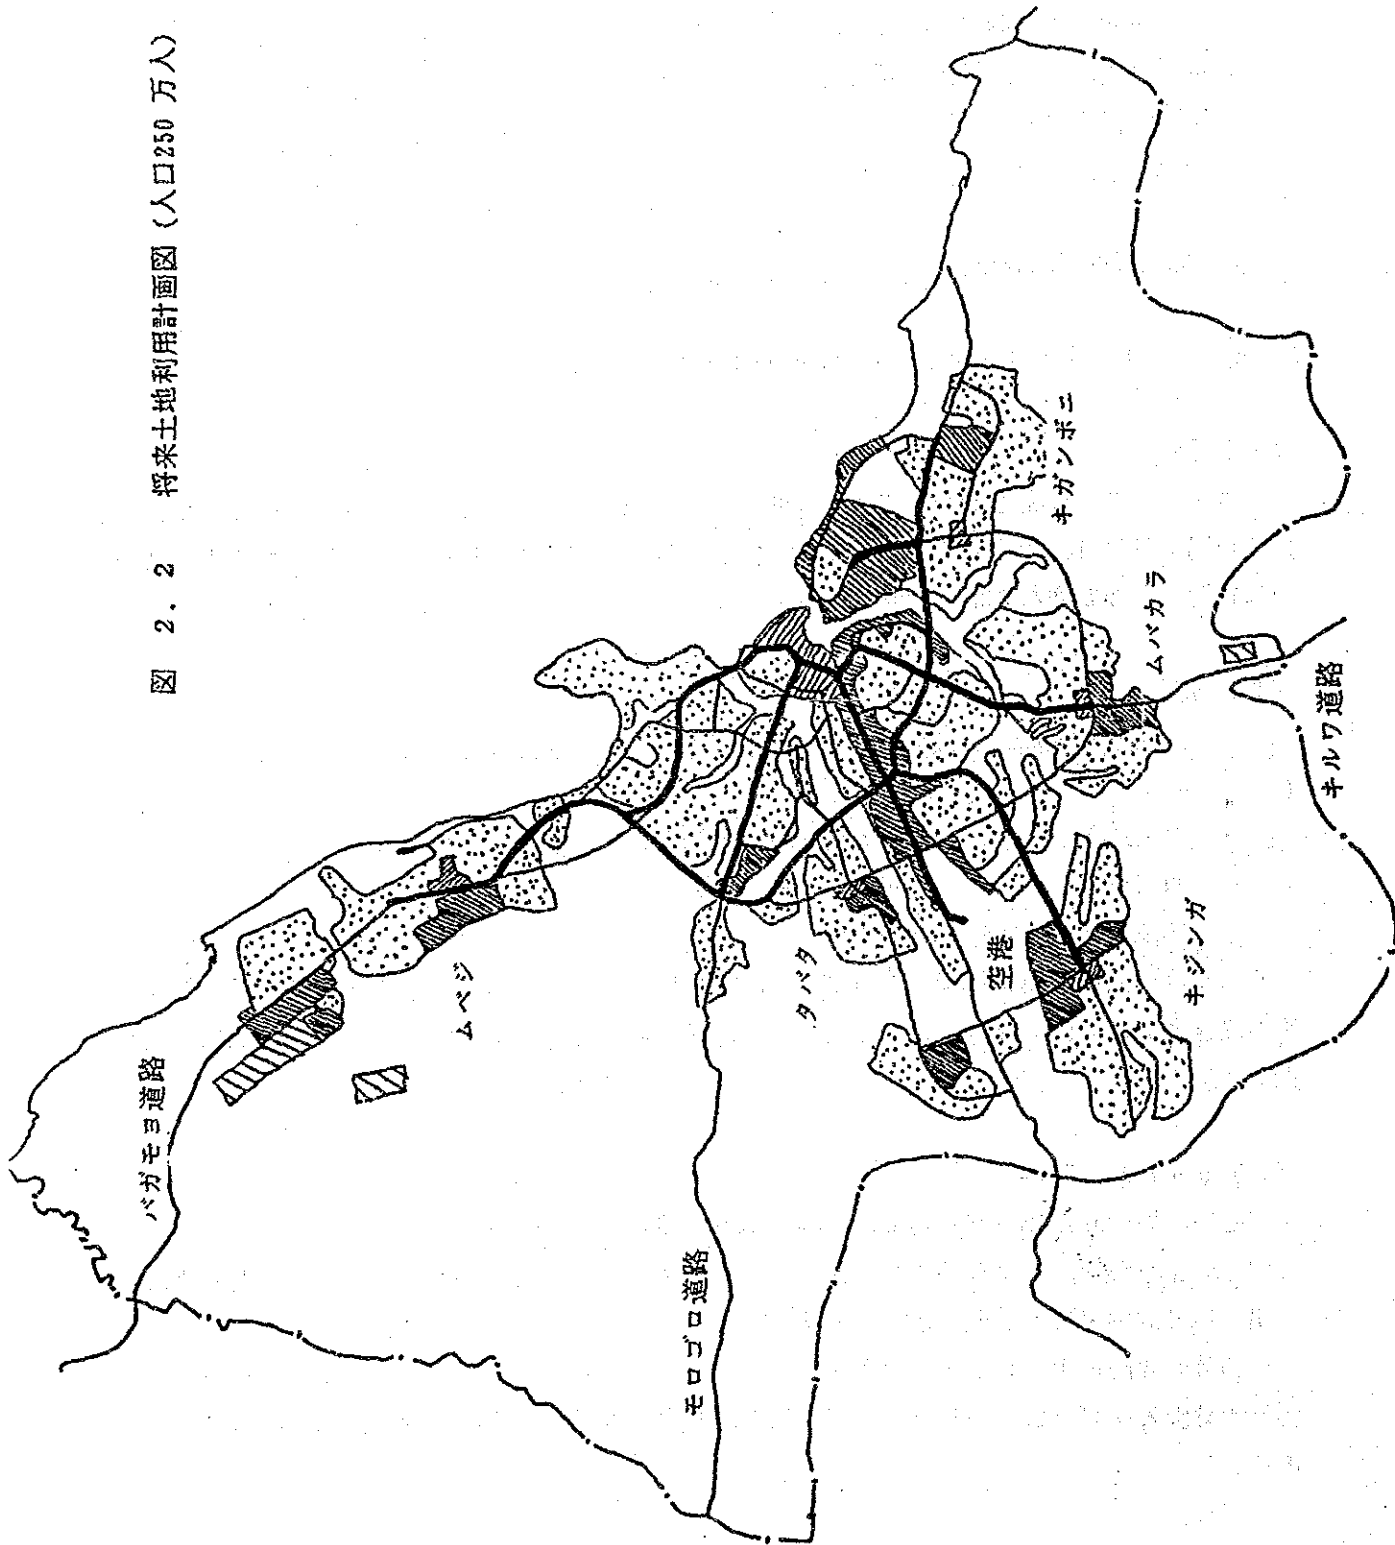 図 2.2 将来土地利用計画図 (人口250 万人)
バガモヨ道路
ムベジ
モロゴロ道路
タバタ
空港
キジンガ
キガンボニ
ムバカラ
キルワ道路